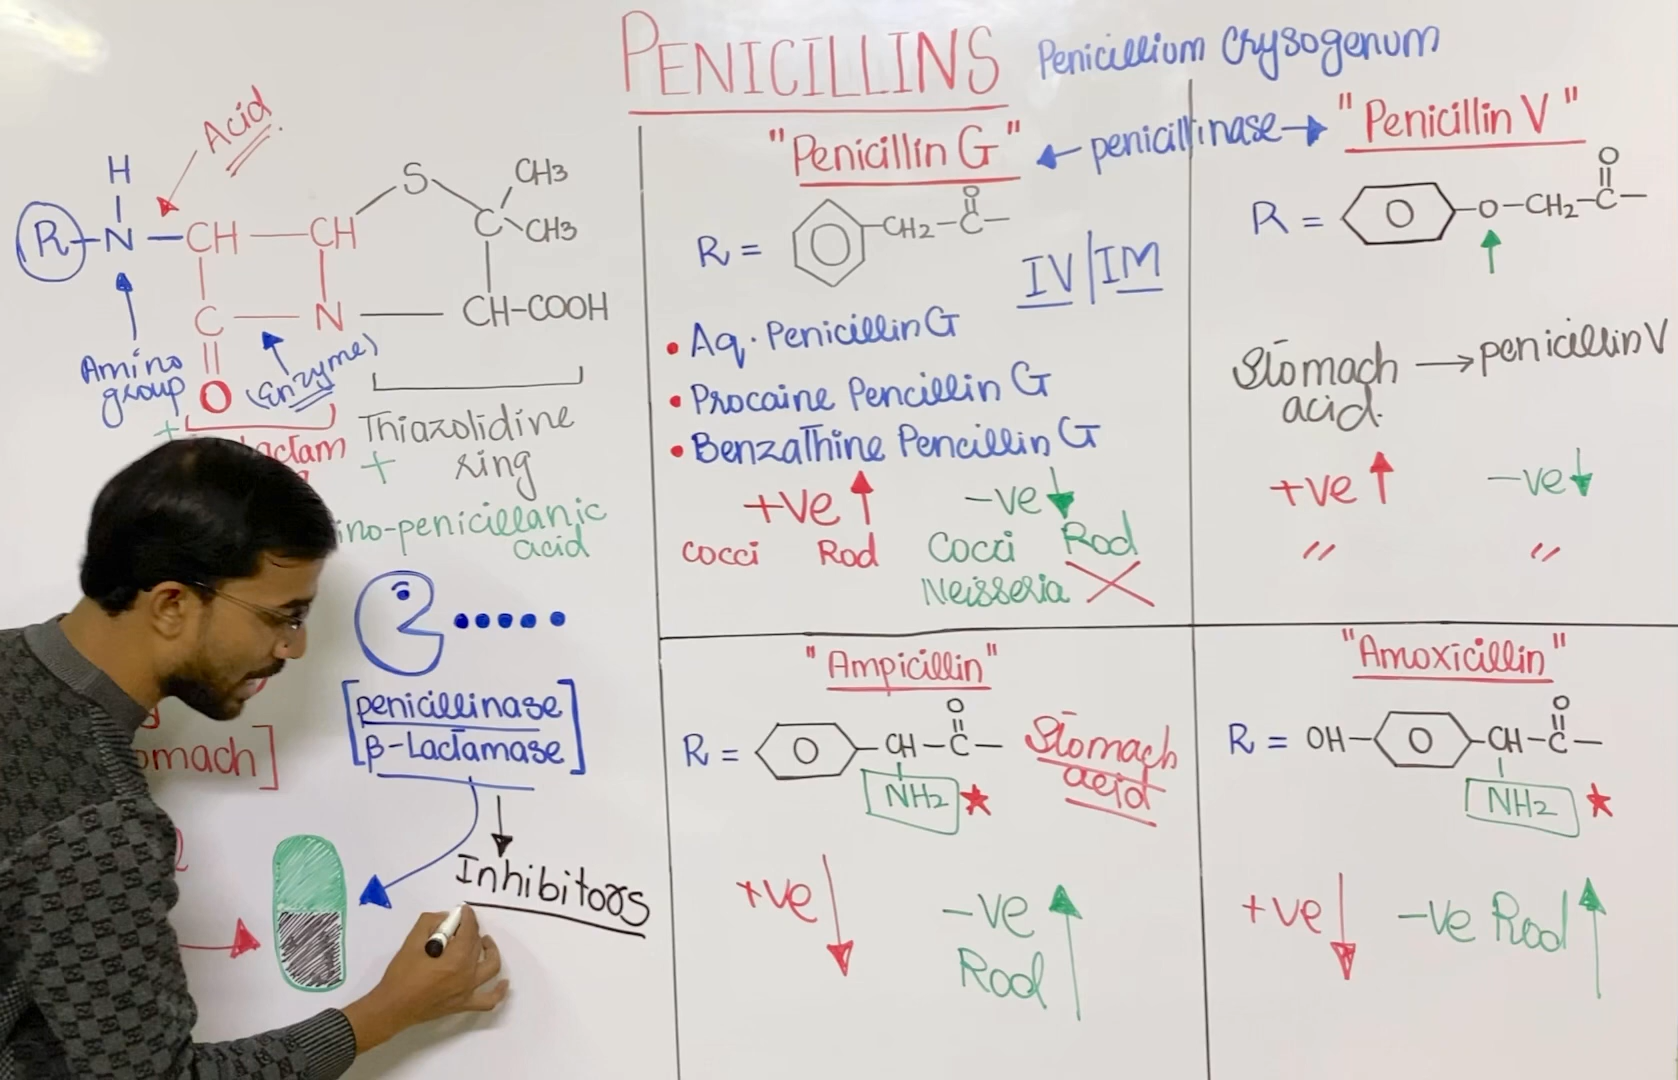 PENICILLINS
Penicillium Crysogenum
Acid
H
R-N-CH-CH
S
CH3
C
CH3
C-N-CH-COOH
O
Amino
group
(Enzyme)
+
+
Thiazolidine
ring
acid
[penicillinase]
[β-Lactamase]
Inhibitors
"Penicillin G"
← penicillinase →
R = -CH2-C-
O
IV/IM
• Aq. Penicillin G
• Procaine Pencillin G
• Benzathine Pencillin G
+ve ↑ -ve ↓
Cocci Rod Cocci Rod
Neisseria
"Penicillin V"
O
R = O -O-CH2-C-
Stomach → penicillin V
acid.
+ve ↑ -ve ↓
" "
"Ampicillin"
O
R = O -CH-C-
NH2
Stomach
acid
+ve ↓ -ve ↑
Rod
"Amoxicillin"
O
R = OH- O -CH-C-
NH2
+ve ↓ -ve Rod ↑